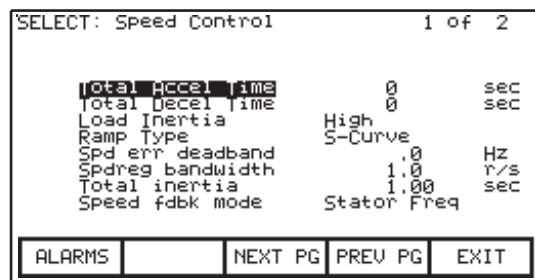 SELECT: Speed Control 1 of 2
Total Accel Time 0 sec
Total Decel Time 0 sec
Load Inertia High
Ramp Type S-Curve
Spd err deadband .0 Hz
Spdreg bandwidth 1.0 r/s
Total inertia 1.00 sec
Speed fdbk mode Stator Freq
ALARMS NEXT PG PREV PG EXIT